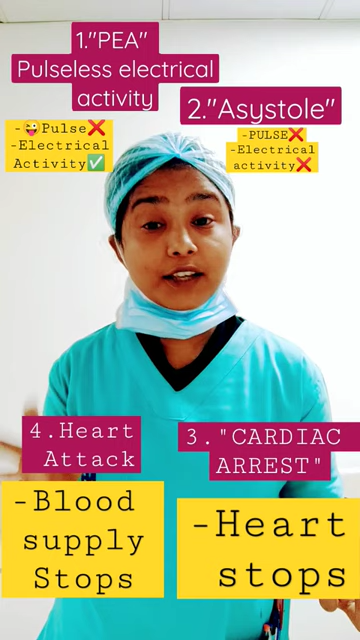 1."PEA"
Pulseless electrical
activity
-😜Pulse❌
-Electrical
Activity✅
2."Asystole"
-PULSE❌
-Electrical
activity❌
4.Heart
Attack
-Blood
supply
Stops
3."CARDIAC
ARREST"
-Heart
stops